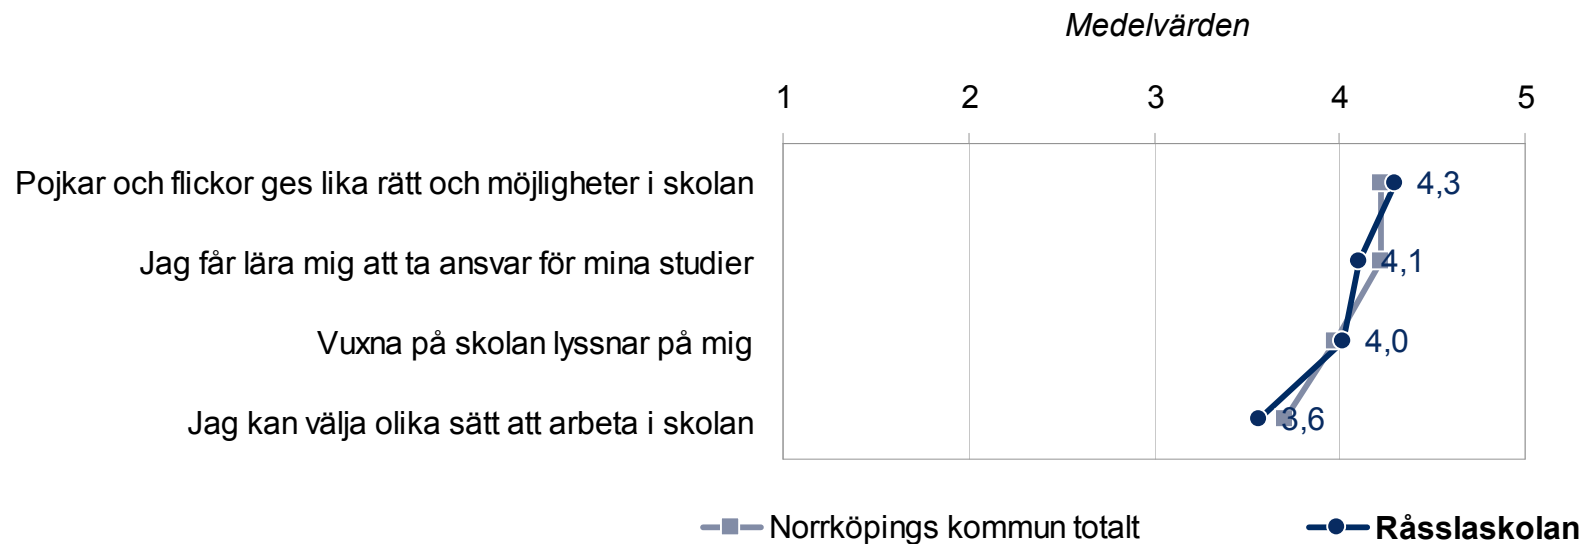 Medelvärden
1 2 3 4 5
Pojkar och flickor ges lika rätt och möjligheter i skolan 4,3
Jag får lära mig att ta ansvar för mina studier 4,1
Vuxna på skolan lyssnar på mig 4,0
Jag kan välja olika sätt att arbeta i skolan 3,6
Norrköpings kommun totalt Råsslaskolan